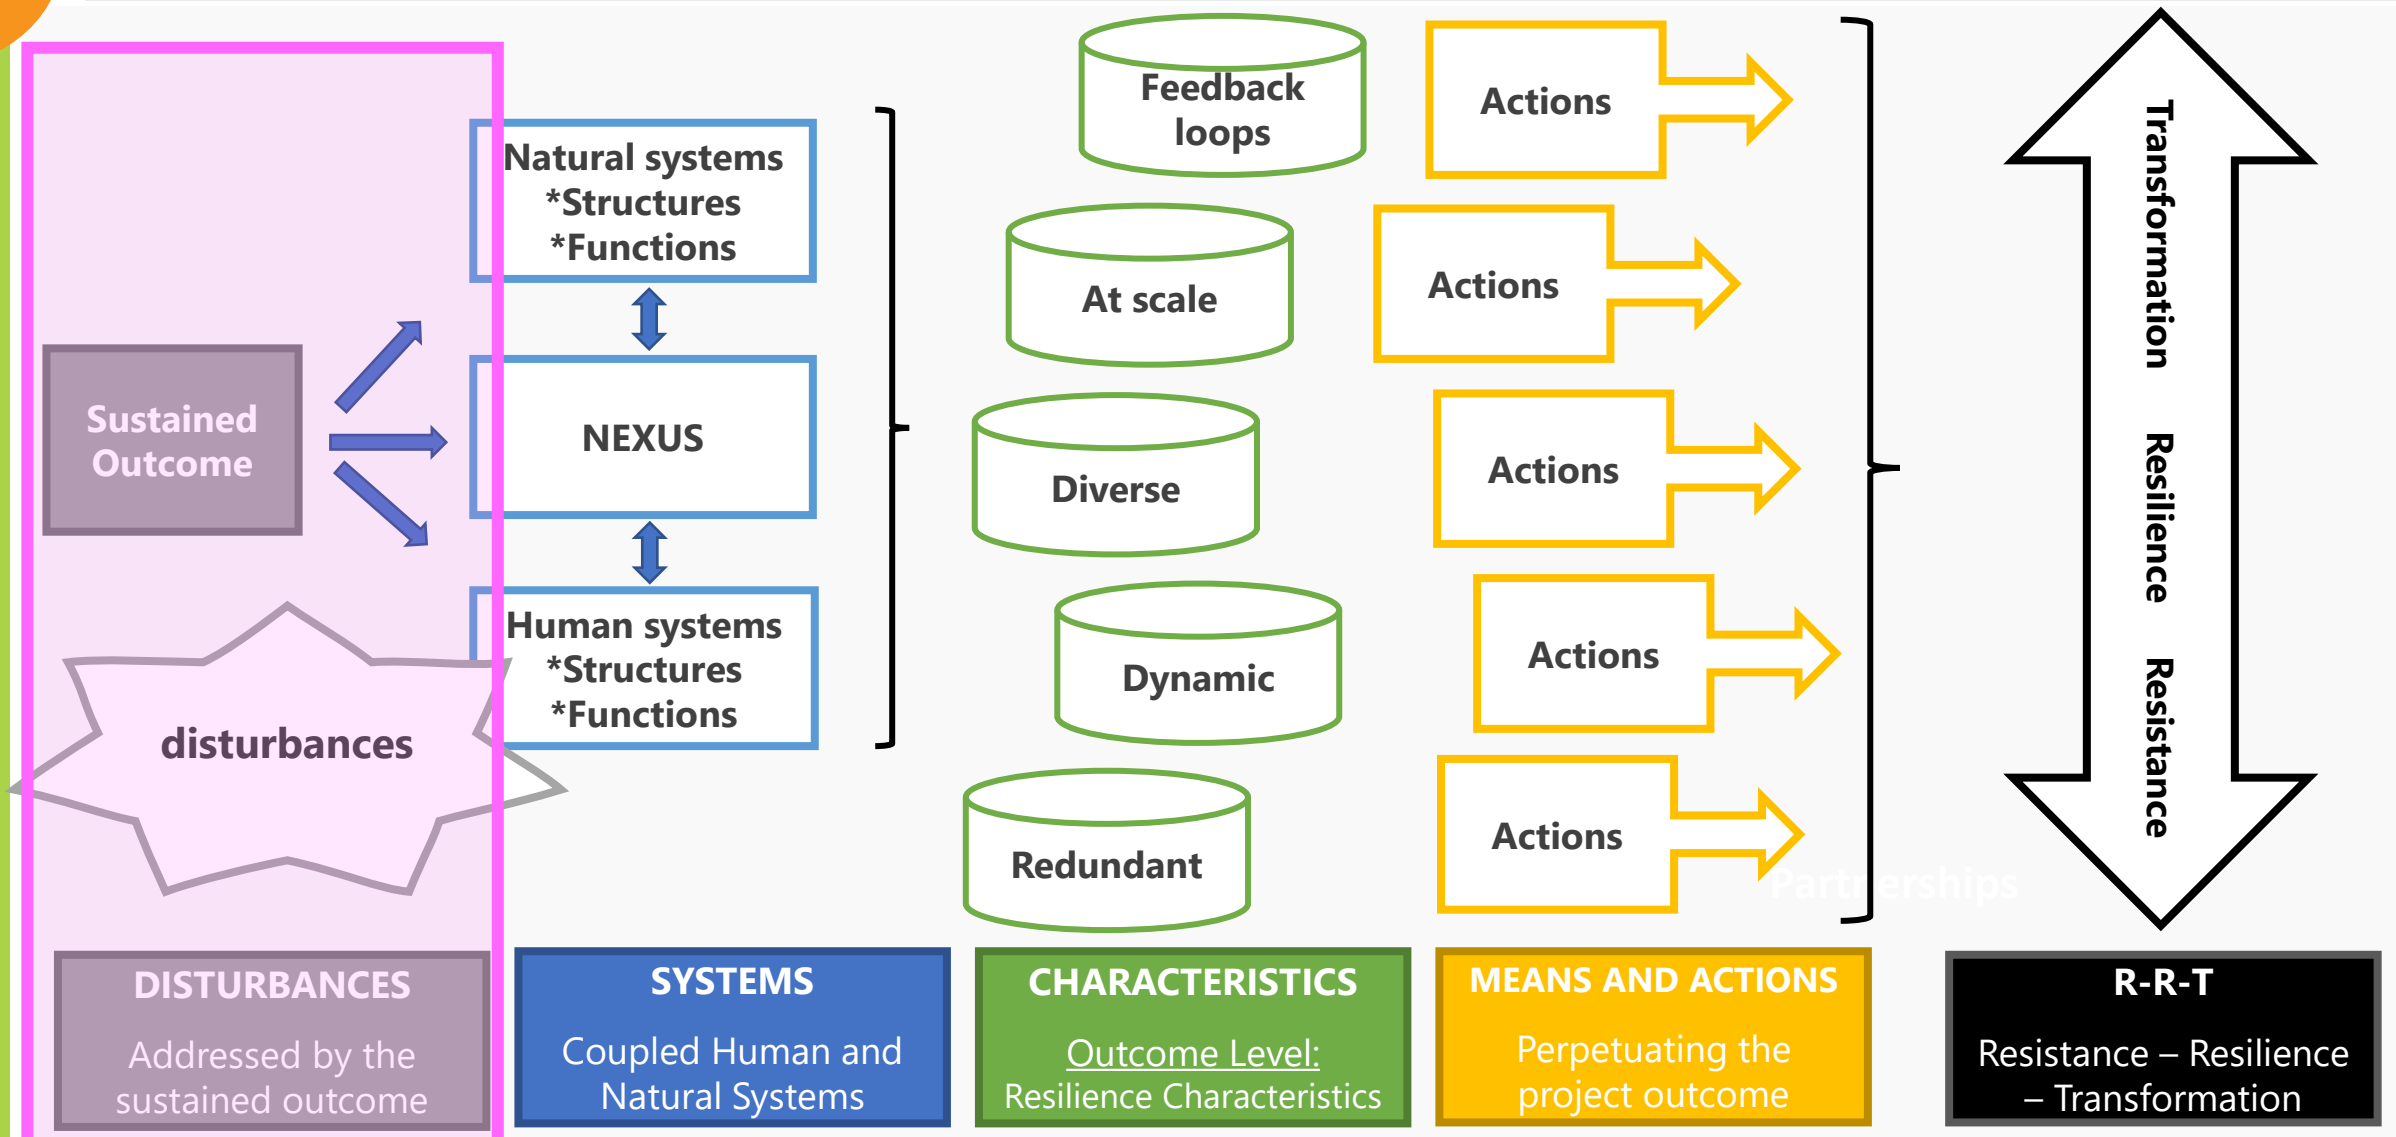 Sustained
Outcome
disturbances
Natural systems
*Structures
*Functions
NEXUS
Human systems
*Structures
*Functions
Feedback
loops
At scale
Diverse
Dynamic
Redundant
Actions
Actions
Actions
Actions
Actions
Partnerships
Transformation
Resilience
Resistance
DISTURBANCES
Addressed by the
sustained outcome
SYSTEMS
Coupled Human and
Natural Systems
CHARACTERISTICS
Outcome Level:
Resilience Characteristics
MEANS AND ACTIONS
Perpetuating the
project outcome
R-R-T
Resistance – Resilience
– Transformation